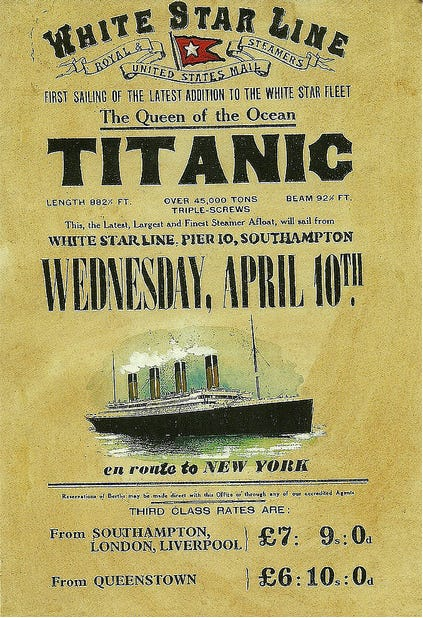 WHITE STAR LINE
ROYAL & STEAMERS
UNITED STATES MAIL
FIRST SAILING OF THE LATEST ADDITION TO THE WHITE STAR FLEET
The Queen of the Ocean
TITANIC
LENGTH 882½ FT. OVER 45,000 TONS BEAM 92½ FT.
TRIPLE-SCREWS
This, the Latest, Largest and Finest Steamer Afloat, will sail from
WHITE STAR LINE, PIER 10, SOUTHAMPTON
WEDNESDAY, APRIL 10TH.
en route to NEW YORK
Reservations of Berths may be made direct with this Office or through any of our accredited Agents
THIRD CLASS RATES ARE:
From SOUTHAMPTON,
LONDON, LIVERPOOL } £7: 9s: 0d
From QUEENSTOWN } £6: 10s: 0d